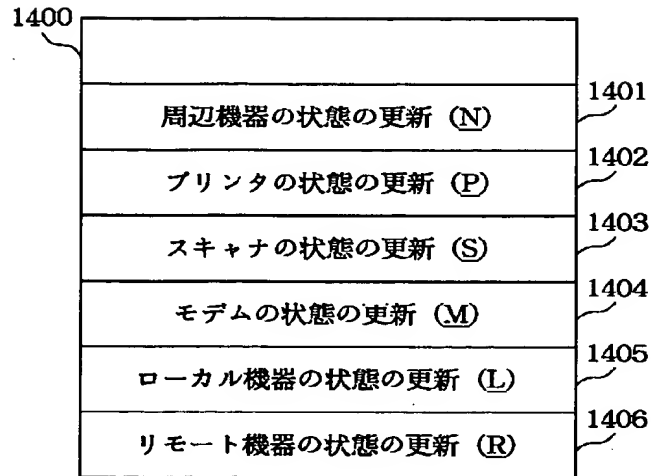 1400
1401
周辺機器の状態の更新 (N)
1402
プリンタの状態の更新 (P)
1403
スキャナの状態の更新 (S)
1404
モデムの状態の更新 (M)
1405
ローカル機器の状態の更新 (L)
1406
リモート機器の状態の更新 (R)